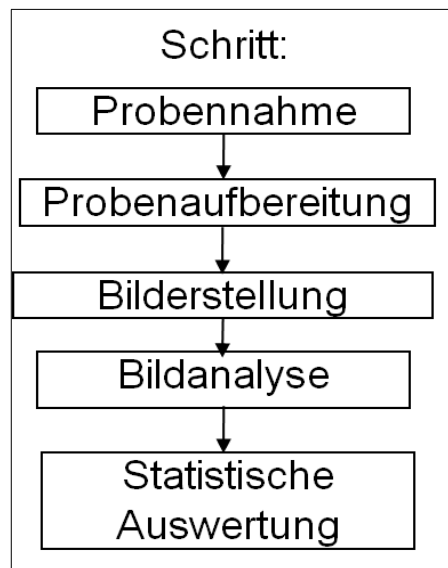 Schritt:
Probennahme
Probenaufbereitung
Bilderstellung
Bildanalyse
Statistische
Auswertung